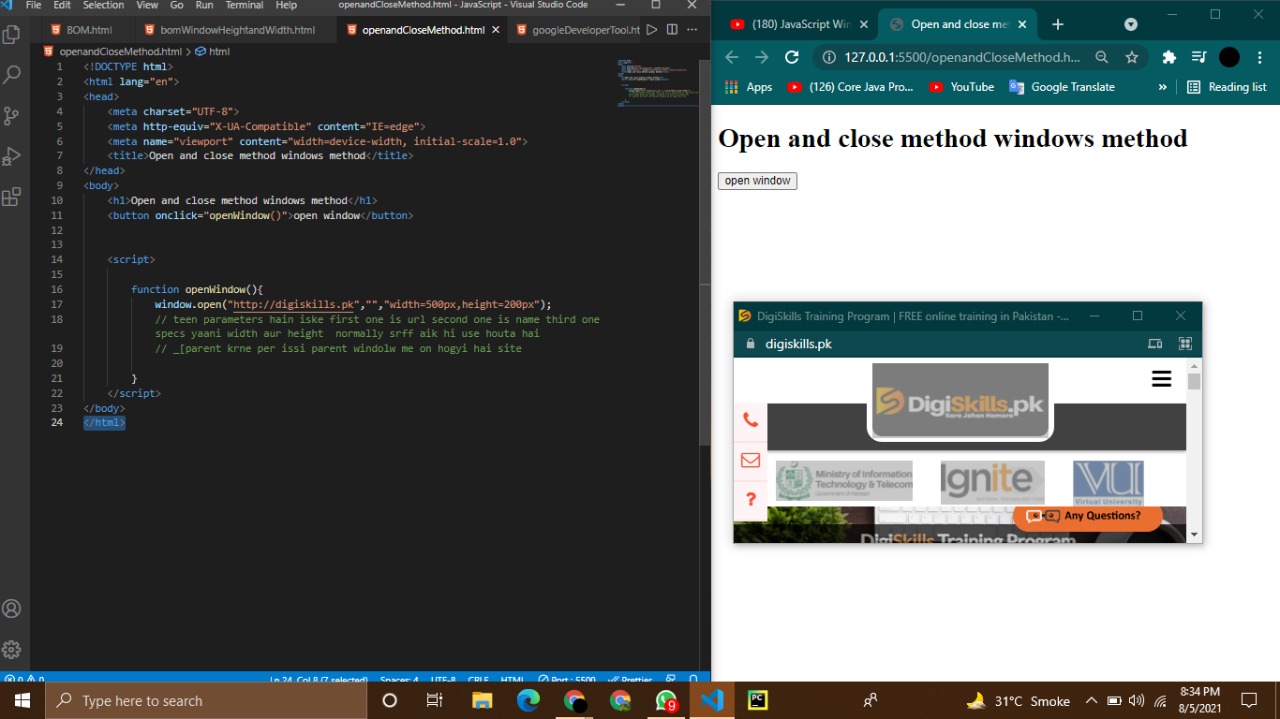 File Edit Selection View Go Run Terminal Help openandCloseMethod.html - JavaScript - Visual Studio Code
BOM.html bomWindowHeightandWidth.html openandCloseMethod.html googleDeveloperTool.ht
openandCloseMethod.html > html
1 <!DOCTYPE html>
2 <html lang="en">
3 <head>
4 <meta charset="UTF-8">
5 <meta http-equiv="X-UA-Compatible" content="IE=edge">
6 <meta name="viewport" content="width=device-width, initial-scale=1.0">
7 <title>Open and close method windows method</title>
8 </head>
9 <body>
10 <h1>Open and close method windows method</h1>
11 <button onclick="openWindow()">open window</button>
12
13
14 <script>
15
16 function openWindow(){
17 window.open("http://digiskills.pk","","width=500px,height=200px");
18 // teen parameters hain iske first one is url second one is name third one
specs yaani width aur height normally srff aik hi use houta hai
19 // _[parent krne per issi parent windolw me on hogyi hai site
20
21 }
22 </script>
23 </body>
24 </html>
Ln 24, Col 8 (7 selected) Spaces: 4 UTF-8 CRLF HTML Port : 5500 Prettier
(180) JavaScript Win Open and close me
127.0.0.1:5500/openandCloseMethod.h...
Apps (126) Core Java Pro... YouTube Google Translate » Reading list
Open and close method windows method
open window
DigiSkills Training Program | FREE online training in Pakistan -...
digiskills.pk
DigiSkills.pk
Seekho Jahan Hamara
Ministry of Information
Technology & Telecom
Government of Pakistan
Ignite
VU
Virtual University
Any Questions?
DigiSkills Training Program
Type here to search
9
PC
31°C Smoke
8:34 PM
8/5/2021